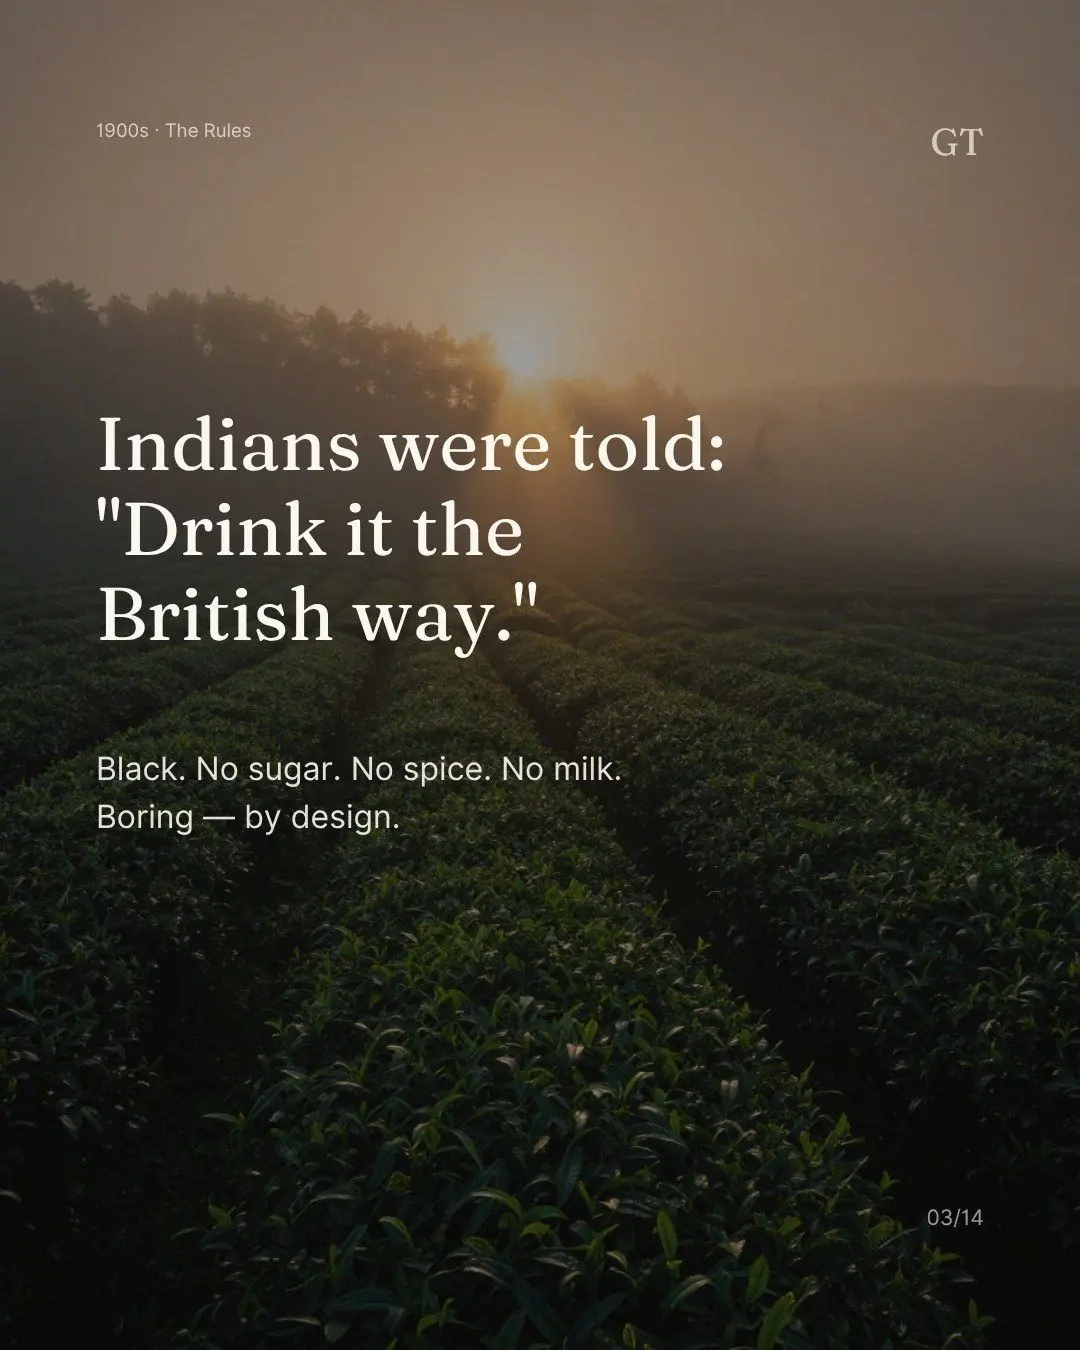 1900s · The Rules
GT
Indians were told:
"Drink it the
British way."
Black. No sugar. No spice. No milk.
Boring — by design.
03/14